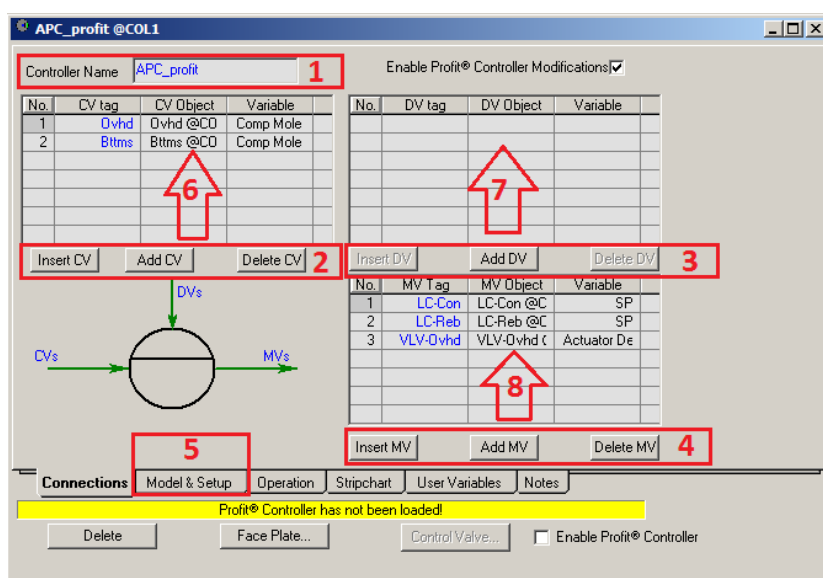 APC_profit @COL1
Controller Name APC_profit 1 Enable Profit® Controller Modifications
No. CV tag CV Object Variable
1 Ovhd Ovhd @CO Comp Mole
2 Bttms Bttms @CO Comp Mole
6
Insert CV Add CV Delete CV 2
No. DV tag DV Object Variable
7
Insert DV Add DV Delete DV 3
No. MV Tag MV Object Variable
1 LC-Con LC-Con @C SP
2 LC-Reb LC-Reb @C SP
3 VLV-Ovhd VLV-Ovhd ( Actuator De
8
Insert MV Add MV Delete MV 4
DVs
CVs MVs
5
Connections Model & Setup Operation Stripchart User Variables Notes
Profit® Controller has not been loaded!
Delete Face Plate... Control Valve... Enable Profit® Controller